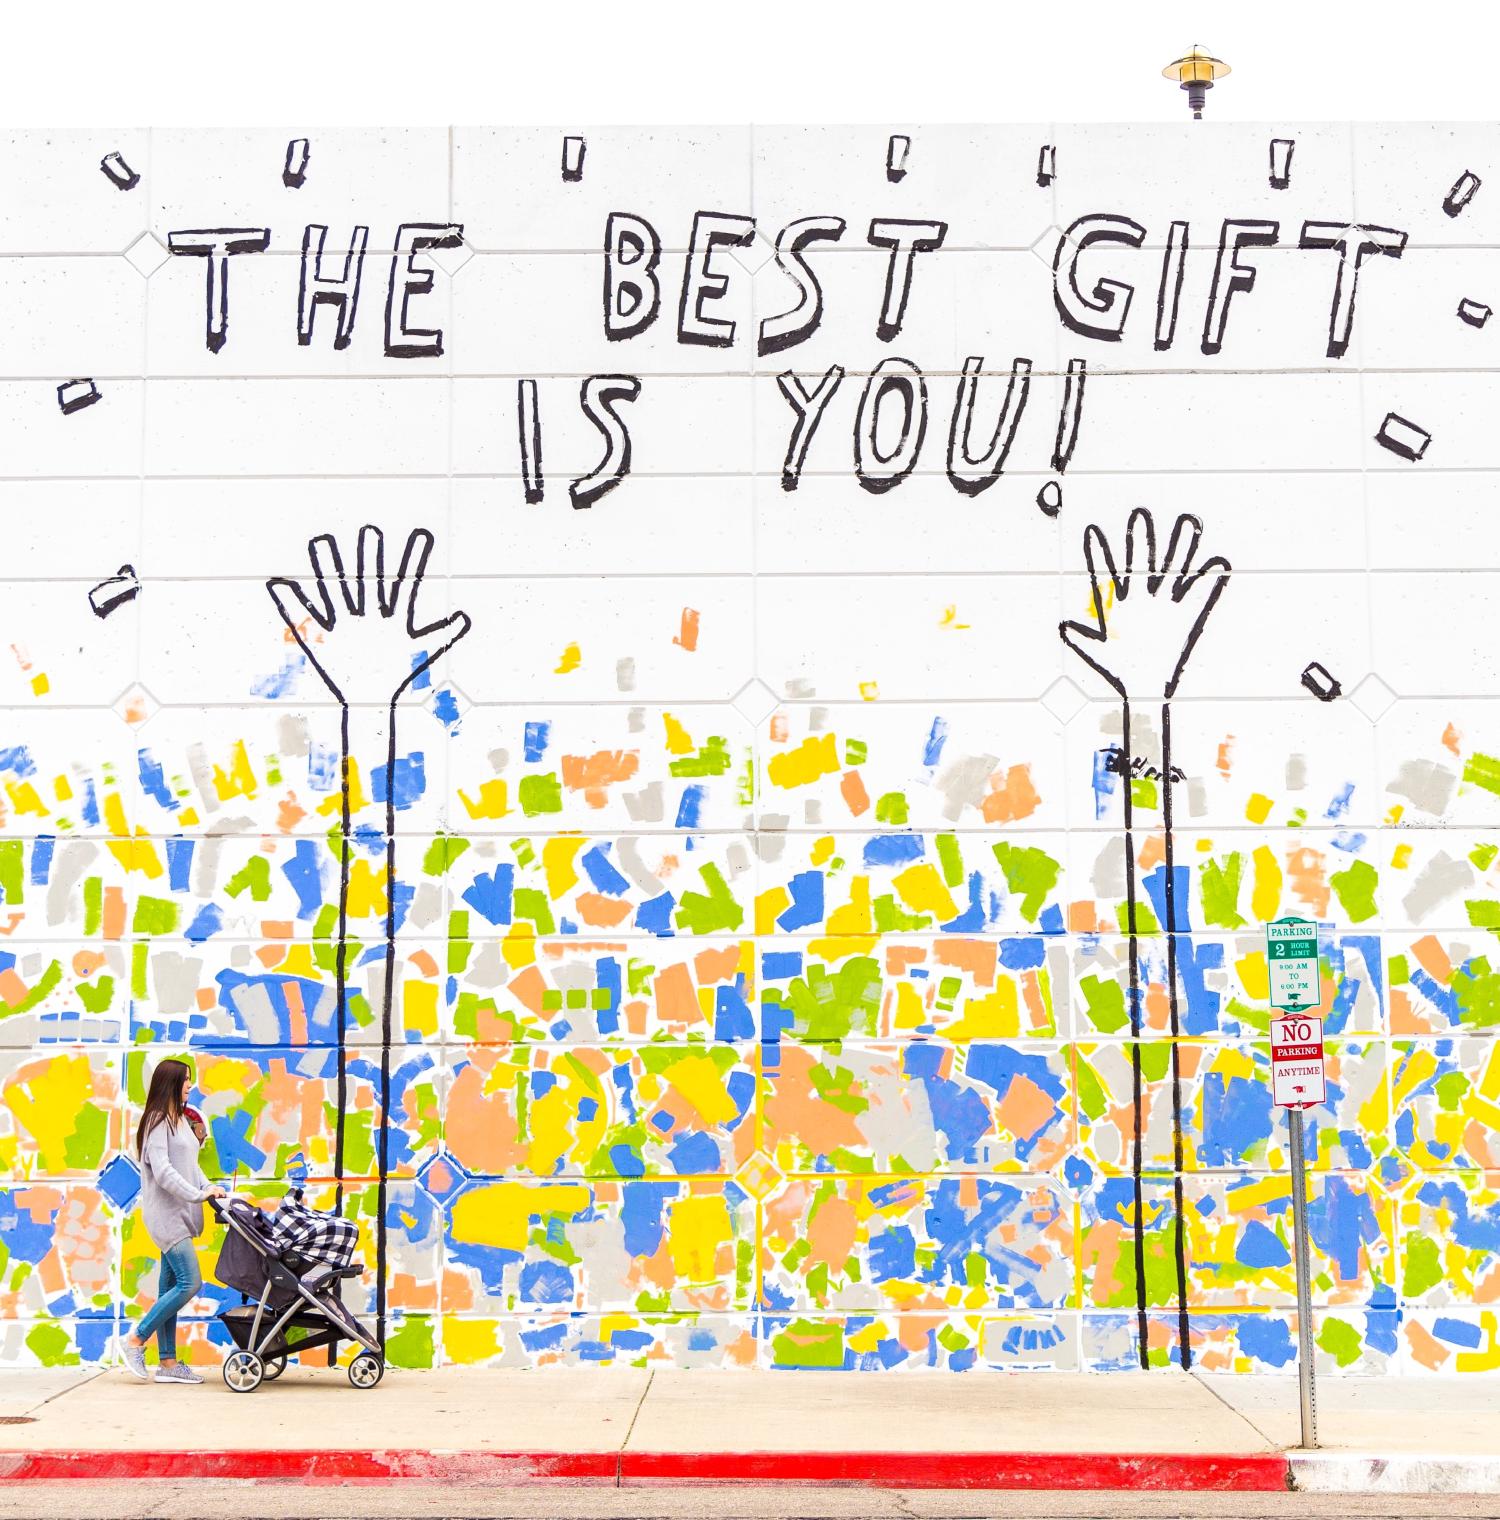 THE BEST GIFT
IS YOU!
PARKING
2 HOUR
LIMIT
9:00 AM
TO
6:00 PM
NO
PARKING
ANYTIME